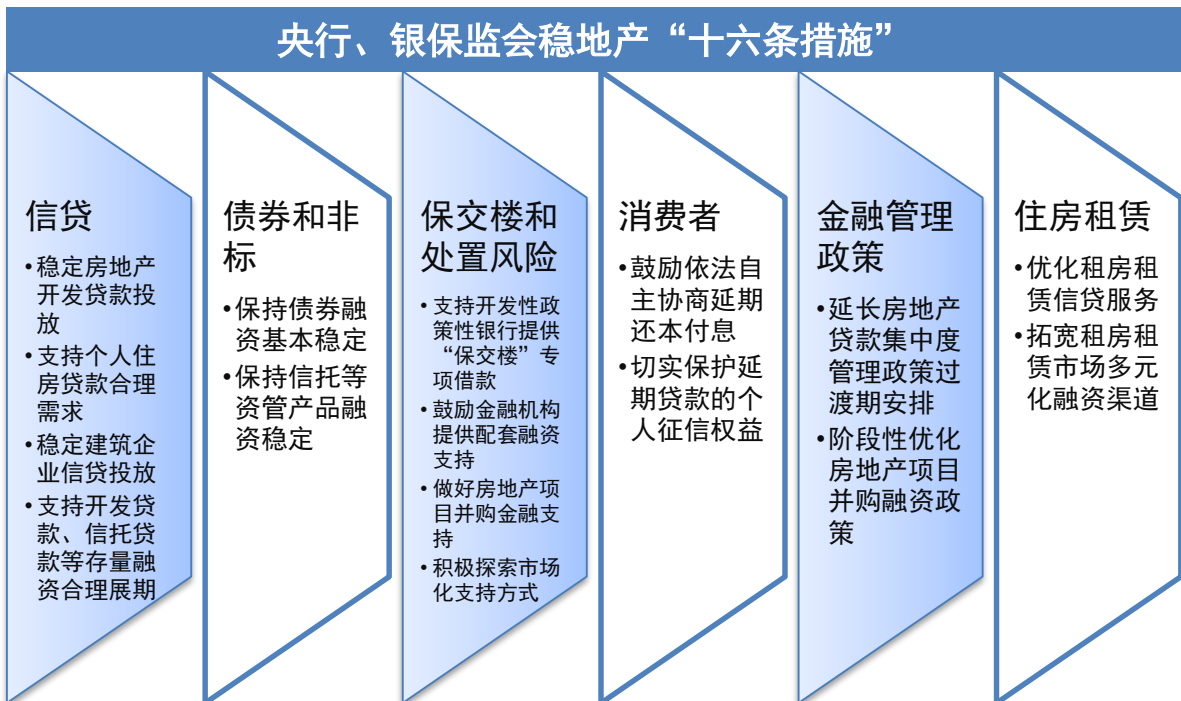 央行、银保监会稳地产“十六条措施”
信贷
•稳定房地产
开发贷款投
放
•支持个人住
房贷款合理
需求
•稳定建筑企
业信贷投放
•支持开发贷
款、信托贷
款等存量融
资合理展期
债券和非
标
•保持债券融
资基本稳定
•保持信托等
资管产品融
资稳定
保交楼和
处置风险
•支持开发性政
策性银行提供
“保交楼”专
项借款
•鼓励金融机构
提供配套融资
支持
•做好房地产项
目并购金融支
持
•积极探索市场
化支持方式
消费者
•鼓励依法自
主协商延期
还本付息
•切实保护延
期贷款的个
人征信权益
金融管理
政策
•延长房地产
贷款集中度
管理政策过
渡期安排
•阶段性优化
房地产项目
并购融资政
策
住房租赁
•优化租房租
赁信贷服务
•拓宽租房租
赁市场多元
化融资渠道